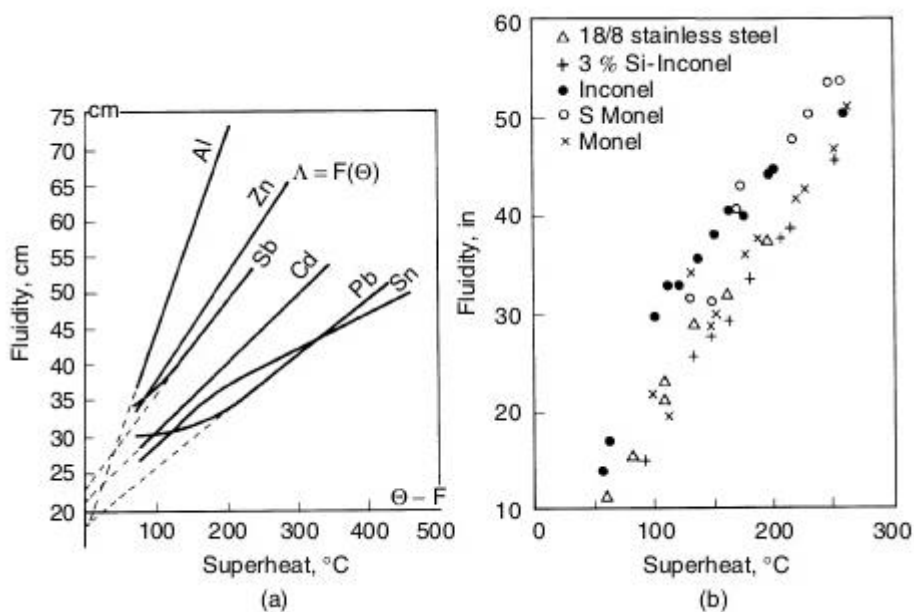 cm
75
70
65
60
55
50
45
40
35
30
25
20
Fluidity, cm
Al
Zn
Λ = F(Θ)
Sb
Cd
Pb
Sn
Θ – F
100 200 300 400 500
Superheat, °C
(a)
60
50
40
30
20
10
Fluidity, in
△ 18/8 stainless steel
+ 3 % Si-Inconel
● Inconel
○ S Monel
× Monel
0 100 200 300
Superheat, °C
(b)